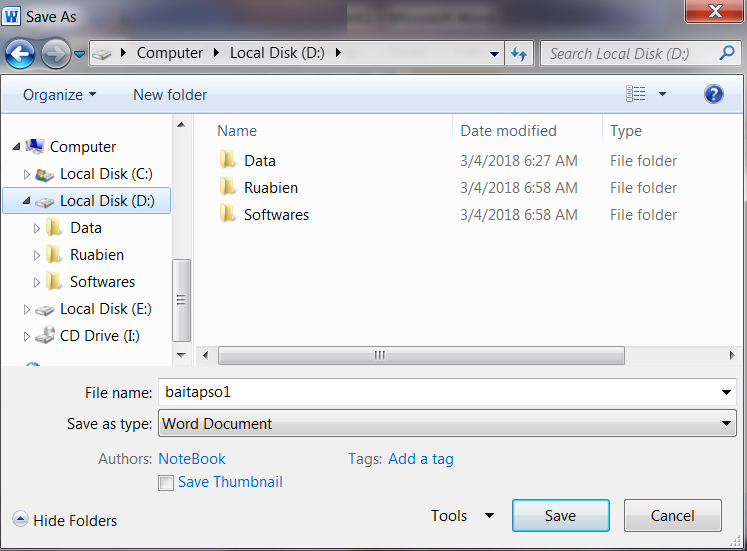 Save As
Computer Local Disk (D:) Search Local Disk (D:)
Organize New folder
Name Date modified Type
Computer
Local Disk (C:)
Local Disk (D:)
Data
Ruabien
Softwares
Local Disk (E:)
CD Drive (I:)
Data 3/4/2018 6:27 AM File folder
Ruabien 3/4/2018 6:58 AM File folder
Softwares 3/4/2018 6:58 AM File folder
File name: baitapso1
Save as type: Word Document
Authors: NoteBook Tags: Add a tag
Save Thumbnail
Hide Folders Tools Save Cancel